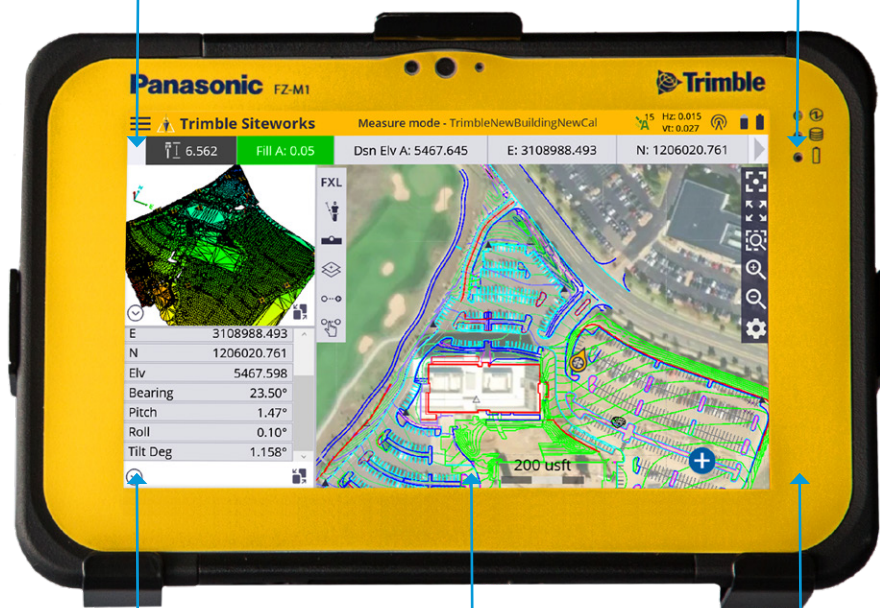 Panasonic FZ-M1
Trimble
Trimble Siteworks
Measure mode - TrimbleNewBuildingNewCal
15
Hz: 0.015
Vt: 0.027
6.562
Fill A: 0.05
Dsn Elv A: 5467.645
E: 3108988.493
N: 1206020.761
FXL
E 3108988.493
N 1206020.761
Elv 5467.598
Bearing 23.50°
Pitch 1.47°
Roll 0.10°
Tilt Deg 1.158°
200 usft